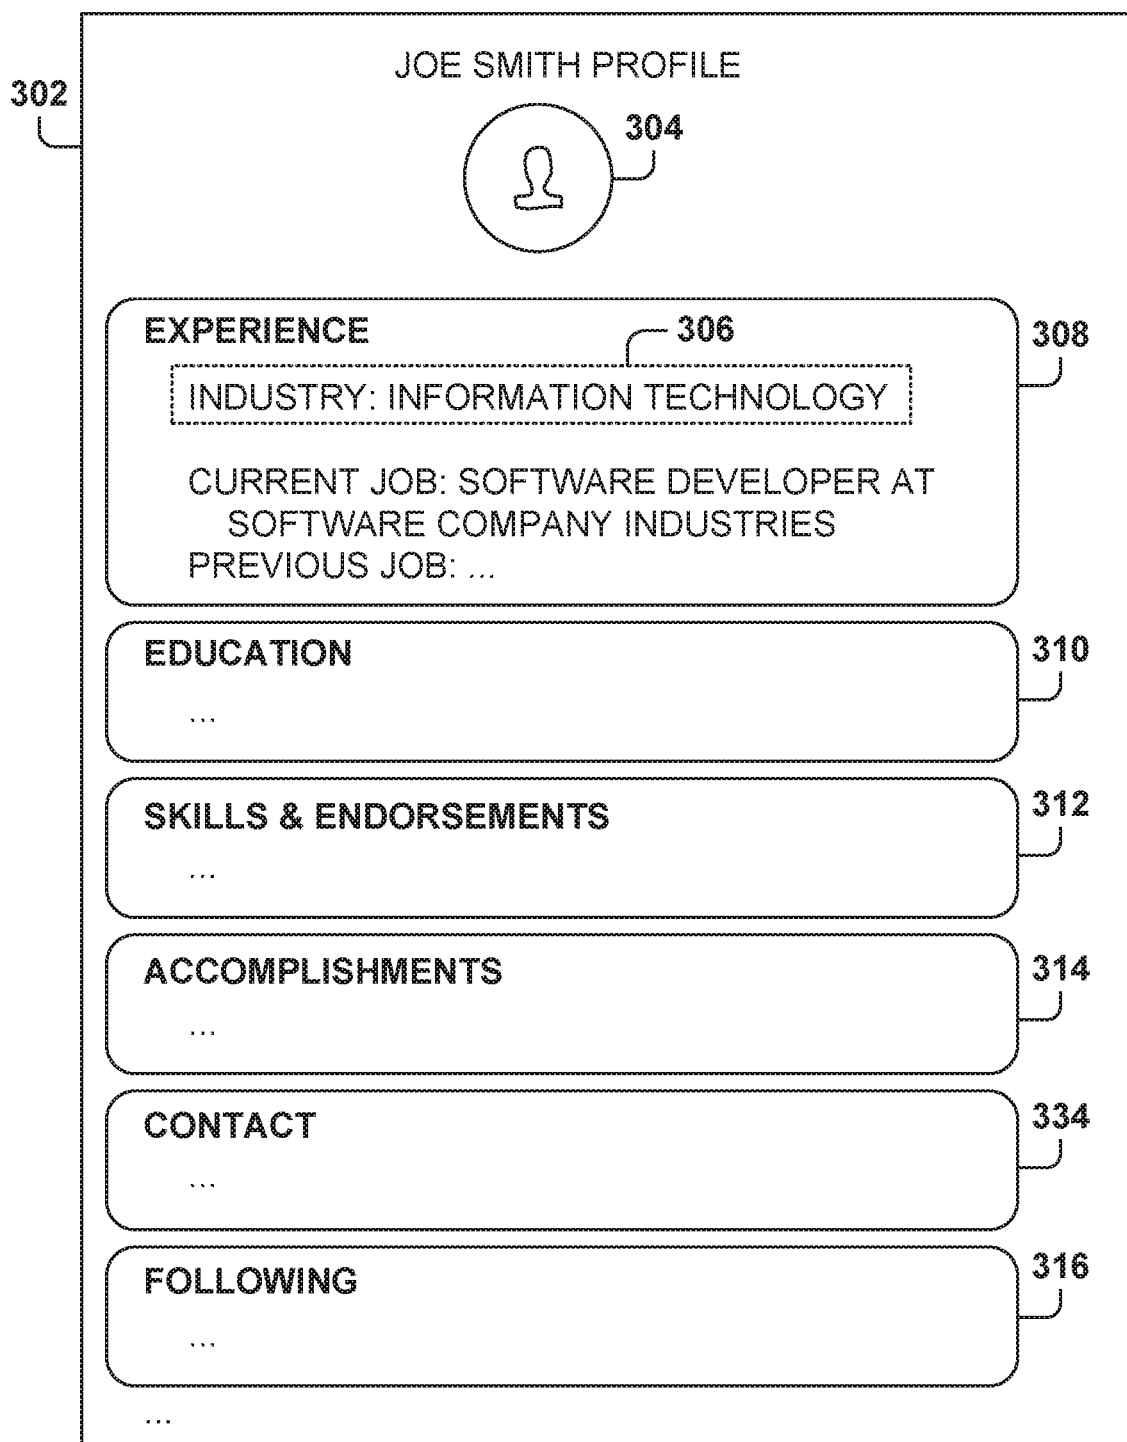 JOE SMITH PROFILE
302
304
EXPERIENCE
306
308
INDUSTRY: INFORMATION TECHNOLOGY
CURRENT JOB: SOFTWARE DEVELOPER AT
SOFTWARE COMPANY INDUSTRIES
PREVIOUS JOB: ...
EDUCATION
310
...
SKILLS & ENDORSEMENTS
312
...
ACCOMPLISHMENTS
314
...
CONTACT
334
...
FOLLOWING
316
...
...